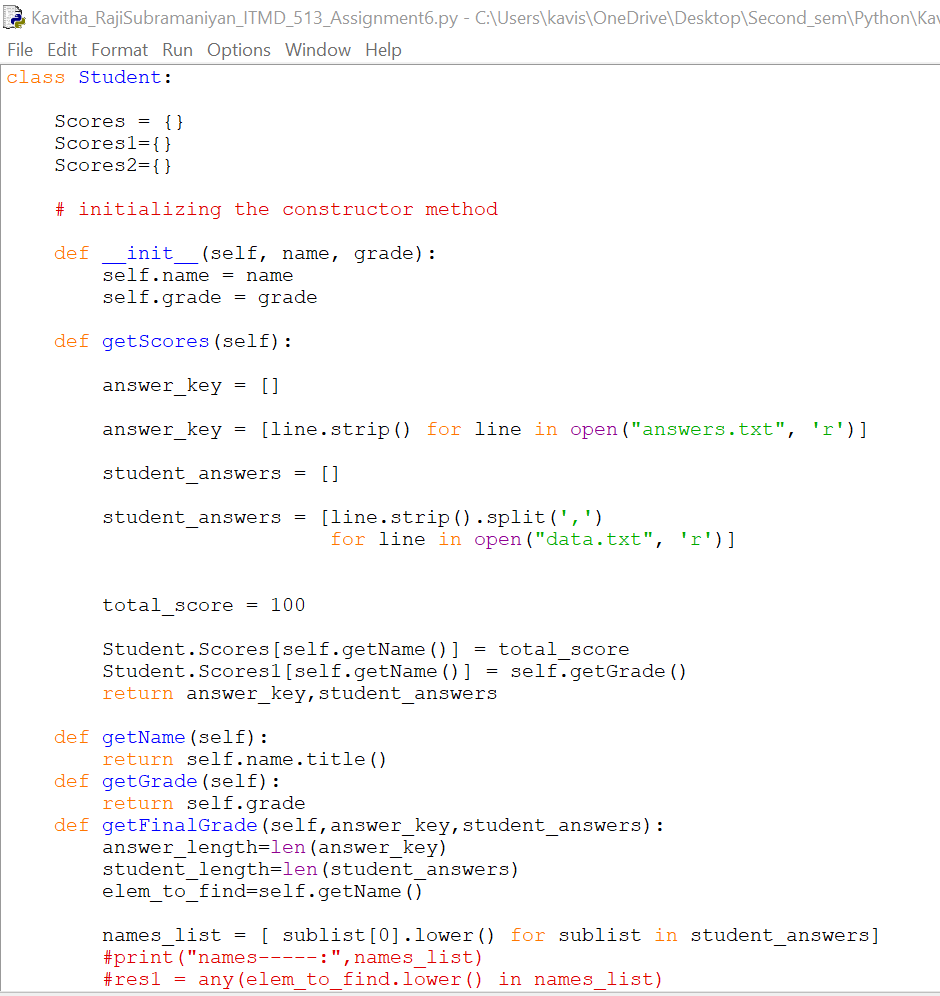 Kavitha_RajiSubramaniyan_ITMD_513_Assignment6.py - C:\Users\kavis\OneDrive\Desktop\Second_sem\Python\Kav
File Edit Format Run Options Window Help
class Student:
    Scores = {}
    Scores1={}
    Scores2={}
    # initializing the constructor method
    def __init__(self, name, grade):
        self.name = name
        self.grade = grade
    def getScores(self):
        answer_key = []
        answer_key = [line.strip() for line in open("answers.txt", 'r')]
        student_answers = []
        student_answers = [line.strip().split(',')
                           for line in open("data.txt", 'r')]
        total_score = 100
        Student.Scores[self.getName()] = total_score
        Student.Scores1[self.getName()] = self.getGrade()
        return answer_key,student_answers
    def getName(self):
        return self.name.title()
    def getGrade(self):
        return self.grade
    def getFinalGrade(self,answer_key,student_answers):
        answer_length=len(answer_key)
        student_length=len(student_answers)
        elem_to_find=self.getName()
        names_list = [ sublist[0].lower() for sublist in student_answers]
        #print("names-----:",names_list)
        #res1 = any(elem_to_find.lower() in names_list)